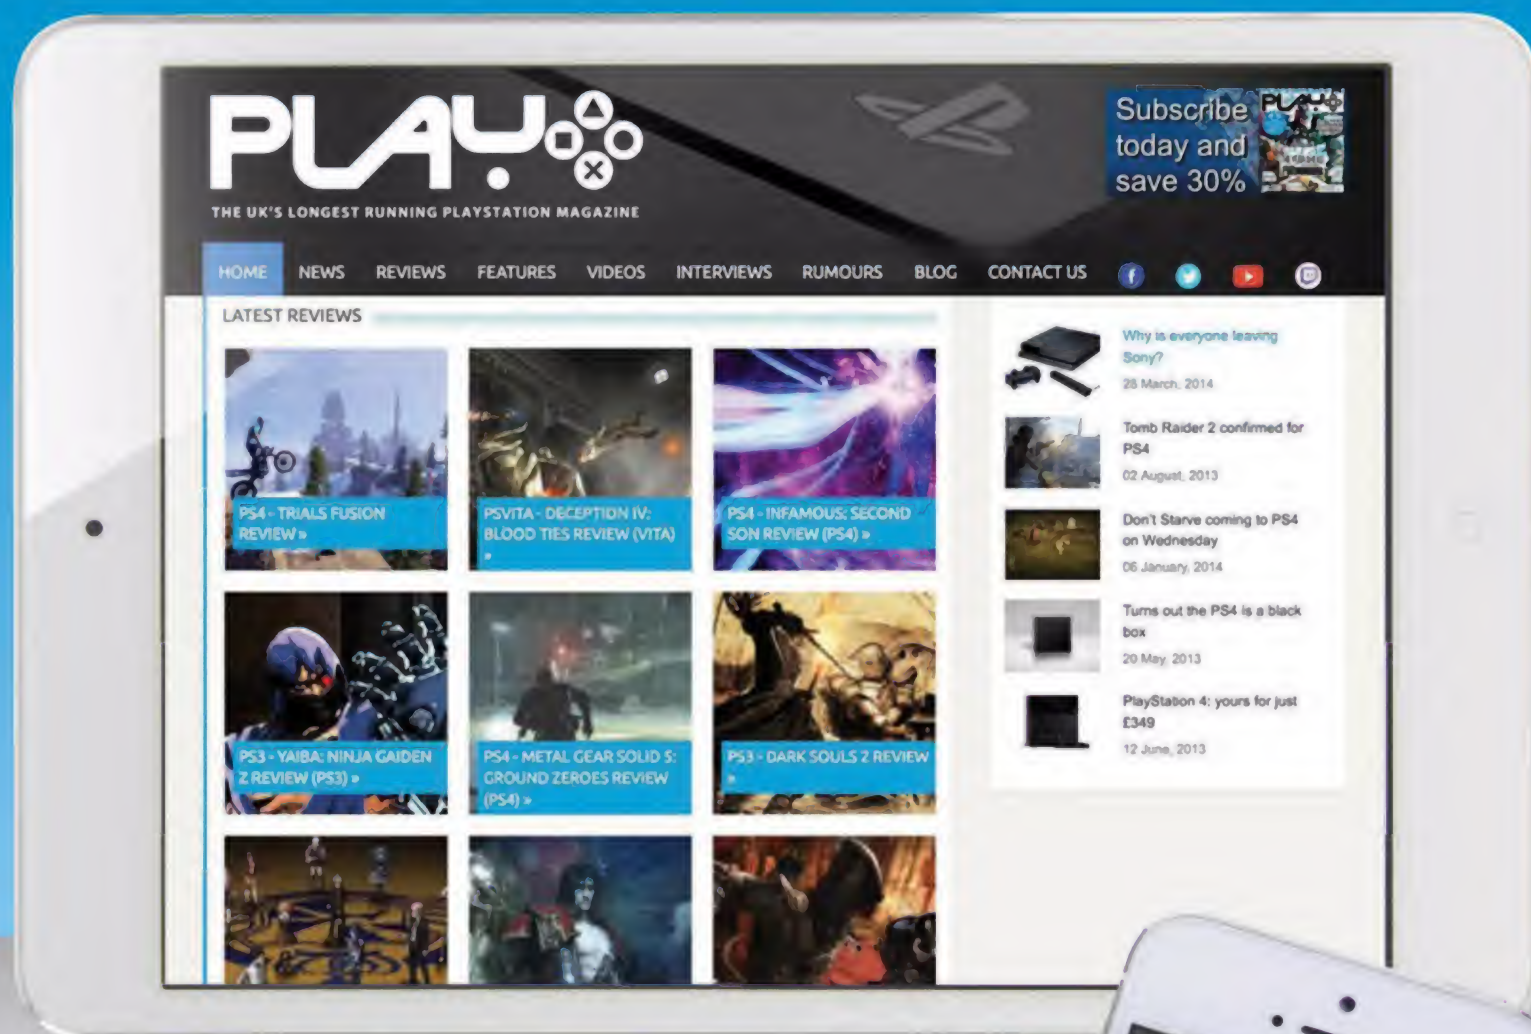 PLAY
THE UK'S LONGEST RUNNING PLAYSTATION MAGAZINE
Subscribe
today and
save 30%
PLAY
HOME NEWS REVIEWS FEATURES VIDEOS INTERVIEWS RUMOURS BLOG CONTACT US
LATEST REVIEWS
PS4 - TRIALS FUSION
REVIEW »
PSVITA - DECEPTION IV:
BLOOD TIES REVIEW (VITA)
»
PS4 - INFAMOUS: SECOND
SON REVIEW (PS4) »
PS3 - YAIBA: NINJA GAIDEN
Z REVIEW (PS3) »
PS4 - METAL GEAR SOLID 5:
GROUND ZEROES REVIEW
(PS4) »
PS3 - DARK SOULS 2 REVIEW
»
Why is everyone leaving
Sony?
28 March, 2014
Tomb Raider 2 confirmed for
PS4
02 August, 2013
Don't Starve coming to PS4
on Wednesday
06 January, 2014
Turns out the PS4 is a black
box
20 May, 2013
PlayStation 4: yours for just
£349
12 June, 2013